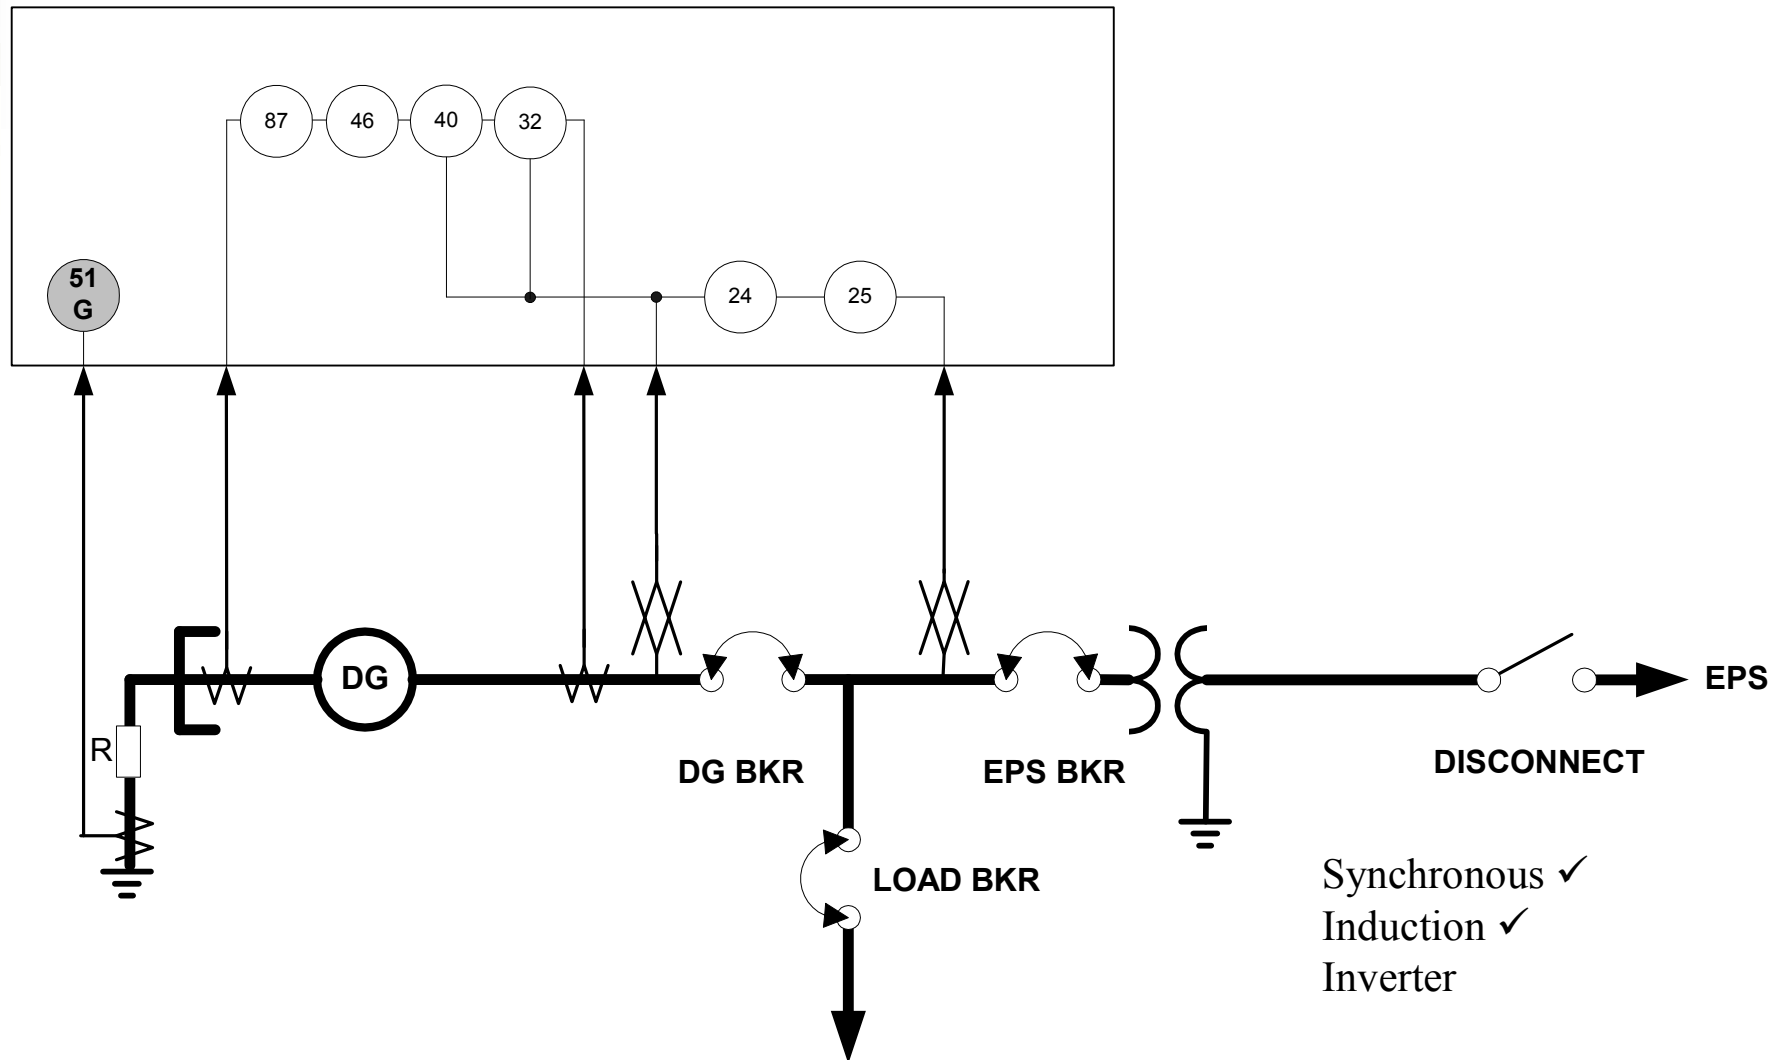 87
46
40
32
51
G
24
25
DG
EPS
R
DG BKR
EPS BKR
DISCONNECT
LOAD BKR
Synchronous ✓
Induction ✓
Inverter